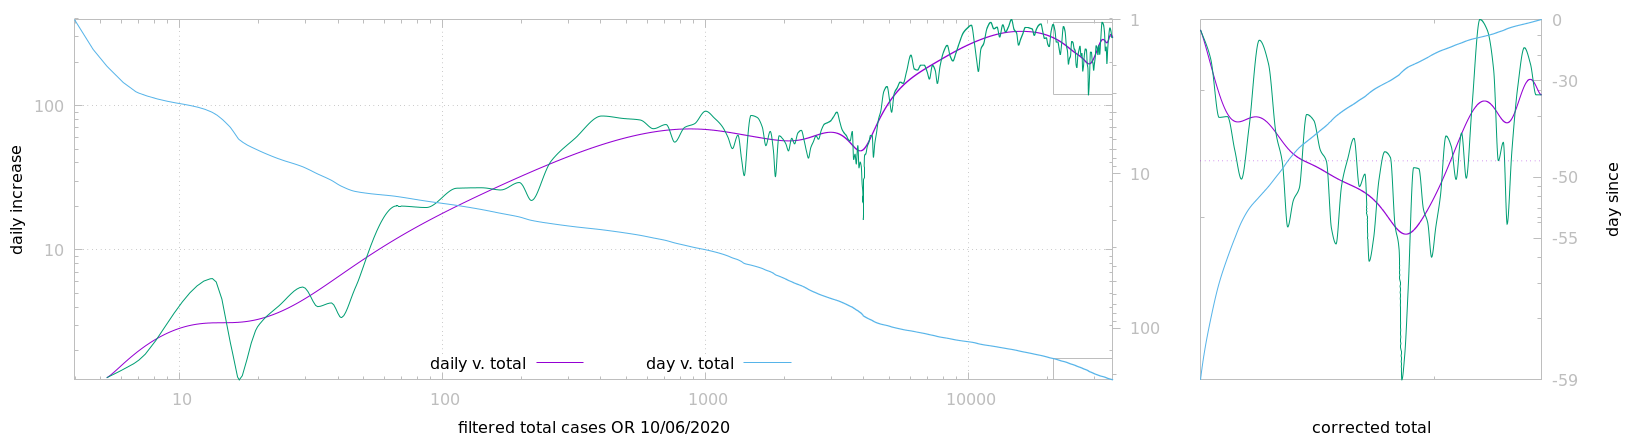 daily increase
100
10
daily v. total
day v. total
10
100
1000
10000
filtered total cases OR 10/06/2020
1
10
100
0
-30
-50
-55
-59
day since
corrected total